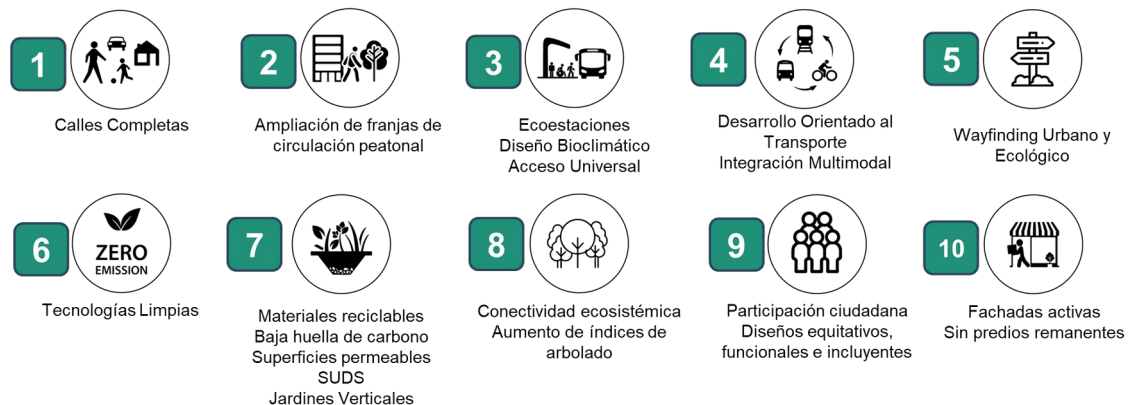 1
Calles Completas
2
Ampliación de franjas de
circulación peatonal
3
Ecoestaciones
Diseño Bioclimático
Acceso Universal
4
Desarrollo Orientado al
Transporte
Integración Multimodal
5
Wayfinding Urbano y
Ecológico
6
ZERO
EMISSION
Tecnologías Limpias
7
Materiales reciclables
Baja huella de carbono
Superficies permeables
SUDS
Jardines Verticales
8
Conectividad ecosistémica
Aumento de índices de
arbolado
9
Participación ciudadana
Diseños equitativos,
funcionales e incluyentes
10
Fachadas activas
Sin predios remanentes